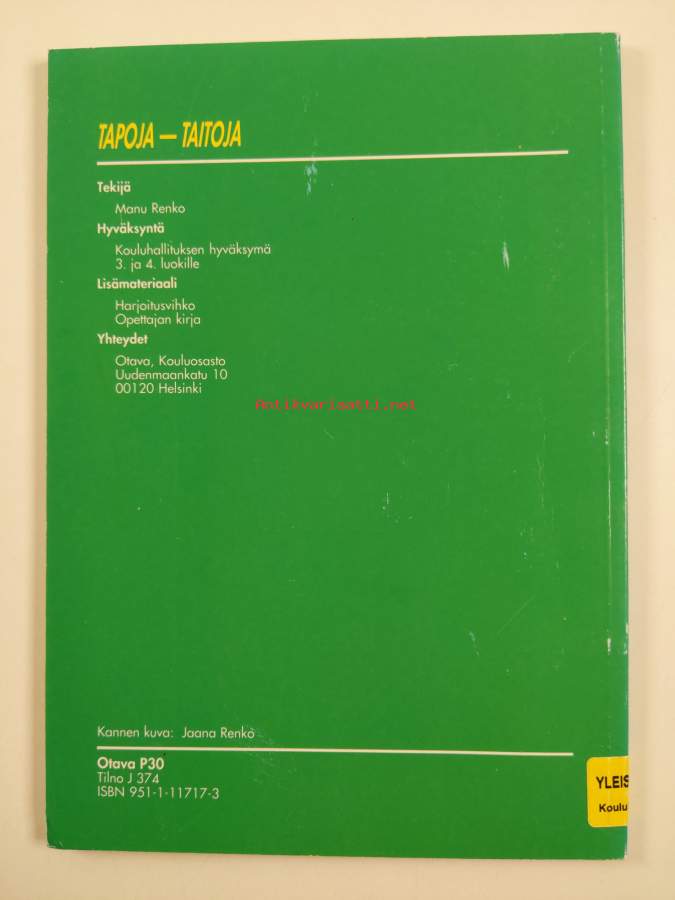 TAPOJA — TAITOJA
Tekijä
Manu Renko
Hyväksyntä
Kouluhallituksen hyväksymä
3. ja 4. luokille
Lisämateriaali
Harjoitusvihko
Opettajan kirja
Yhteydet
Otava, Kouluosasto
Uudenmaankatu 10
00120 Helsinki
Antikvariaatti.net
Kannen kuva: Jaana Renko
Otava P30
Tilno J 374
ISBN 951-1-11717-3
YLEIS
Koulu